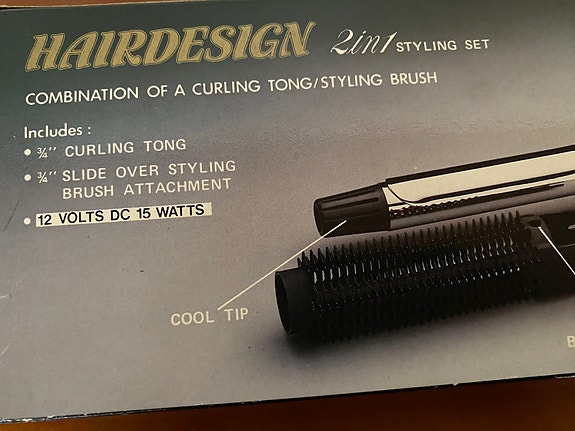 HAIRDESIGN 2in1 STYLING SET
COMBINATION OF A CURLING TONG/STYLING BRUSH
Includes :
• ¾" CURLING TONG
• ¾" SLIDE OVER STYLING
BRUSH ATTACHMENT
• 12 VOLTS DC 15 WATTS
COOL TIP